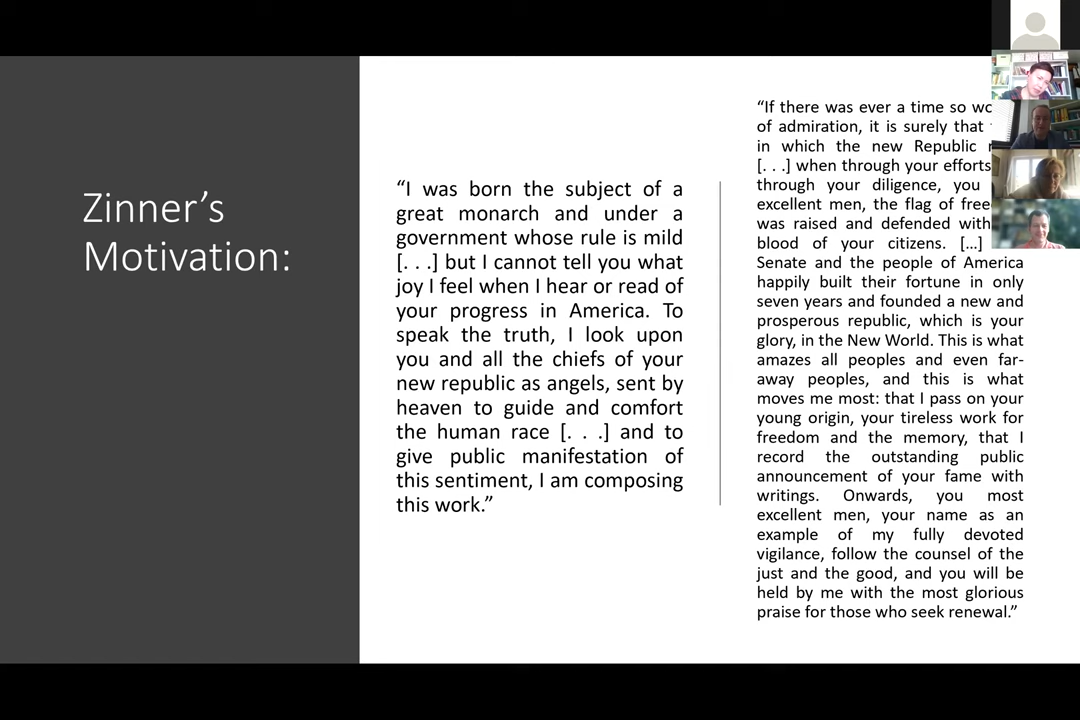 Zinner’s
Motivation:
“I was born the subject of a
great monarch and under a
government whose rule is mild
[. . .] but I cannot tell you what
joy I feel when I hear or read of
your progress in America. To
speak the truth, I look upon
you and all the chiefs of your
new republic as angels, sent by
heaven to guide and comfort
the human race [. . .] and to
give public manifestation of
this sentiment, I am composing
this work.”
“If there was ever a time so
of admiration, it is surely that
in which the new Republic
[. . .] when through your efforts
through your diligence, you
excellent men, the flag of
was raised and defended with
blood of your citizens. […]
Senate and the people of America
happily built their fortune in only
seven years and founded a new and
prosperous republic, which is your
glory, in the New World. This is what
amazes all peoples and even far-
away peoples, and this is what
moves me most: that I pass on your
young origin, your tireless work for
freedom and the memory, that I
record the outstanding public
announcement of your fame with
writings. Onwards, you most
excellent men, your name as an
example of my fully devoted
vigilance, follow the counsel of the
just and the good, and you will be
held by me with the most glorious
praise for those who seek renewal.”